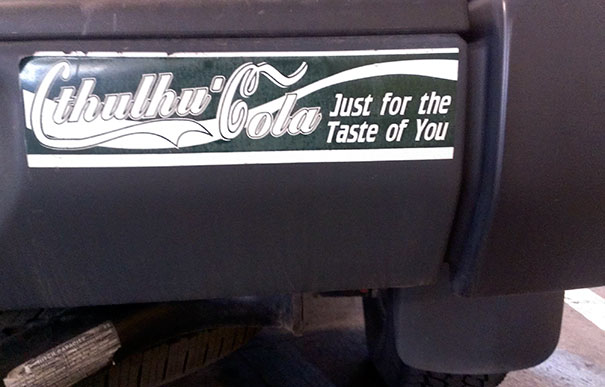 Cthulhu Cola
Just for the
Taste of You